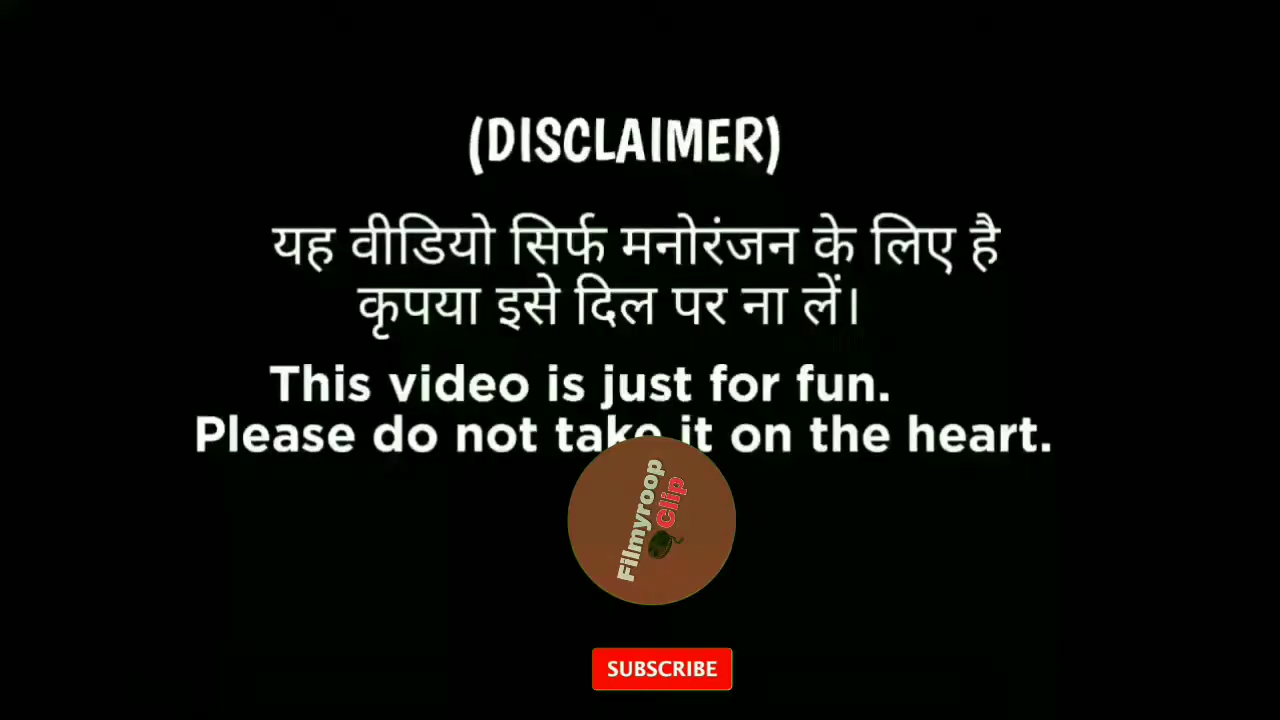 (DISCLAIMER)
यह वीडियो सिर्फ मनोरंजन के लिए है
कृपया इसे दिल पर ना लें।
This video is just for fun.
Please do not take it on the heart.
Filmyroop
Clip
SUBSCRIBE